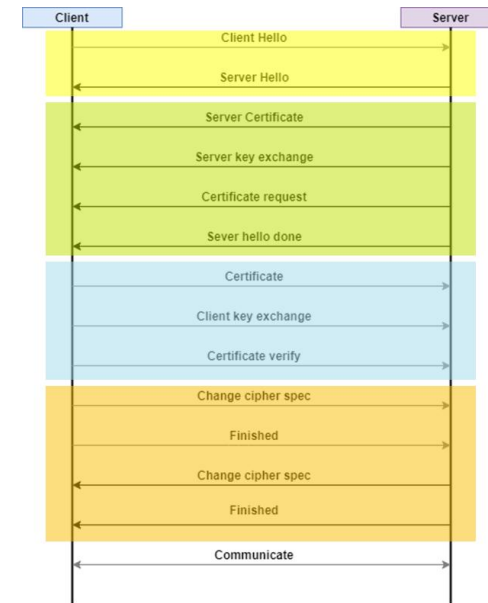 Client
Server
Client Hello
Server Hello
Server Certificate
Server key exchange
Certificate request
Sever hello done
Certificate
Client key exchange
Certificate verify
Change cipher spec
Finished
Change cipher spec
Finished
Communicate